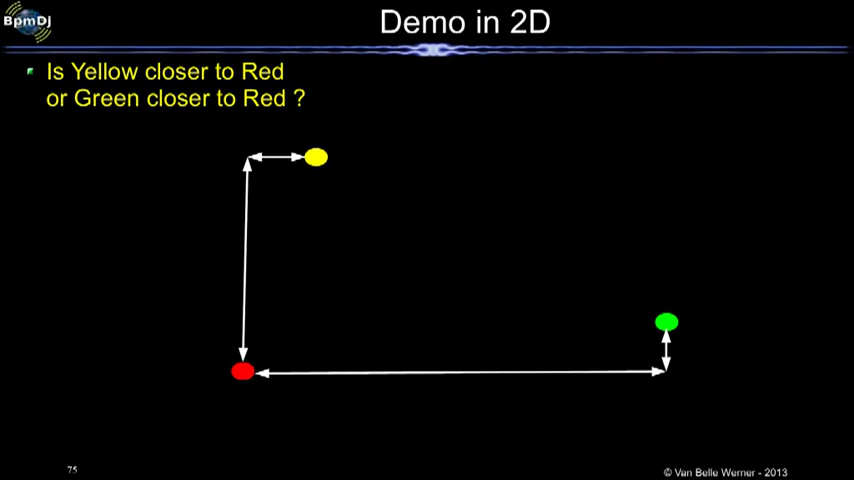 BpmDj
Demo in 2D
Is Yellow closer to Red
or Green closer to Red ?
75
© Van Belle Werner - 2013